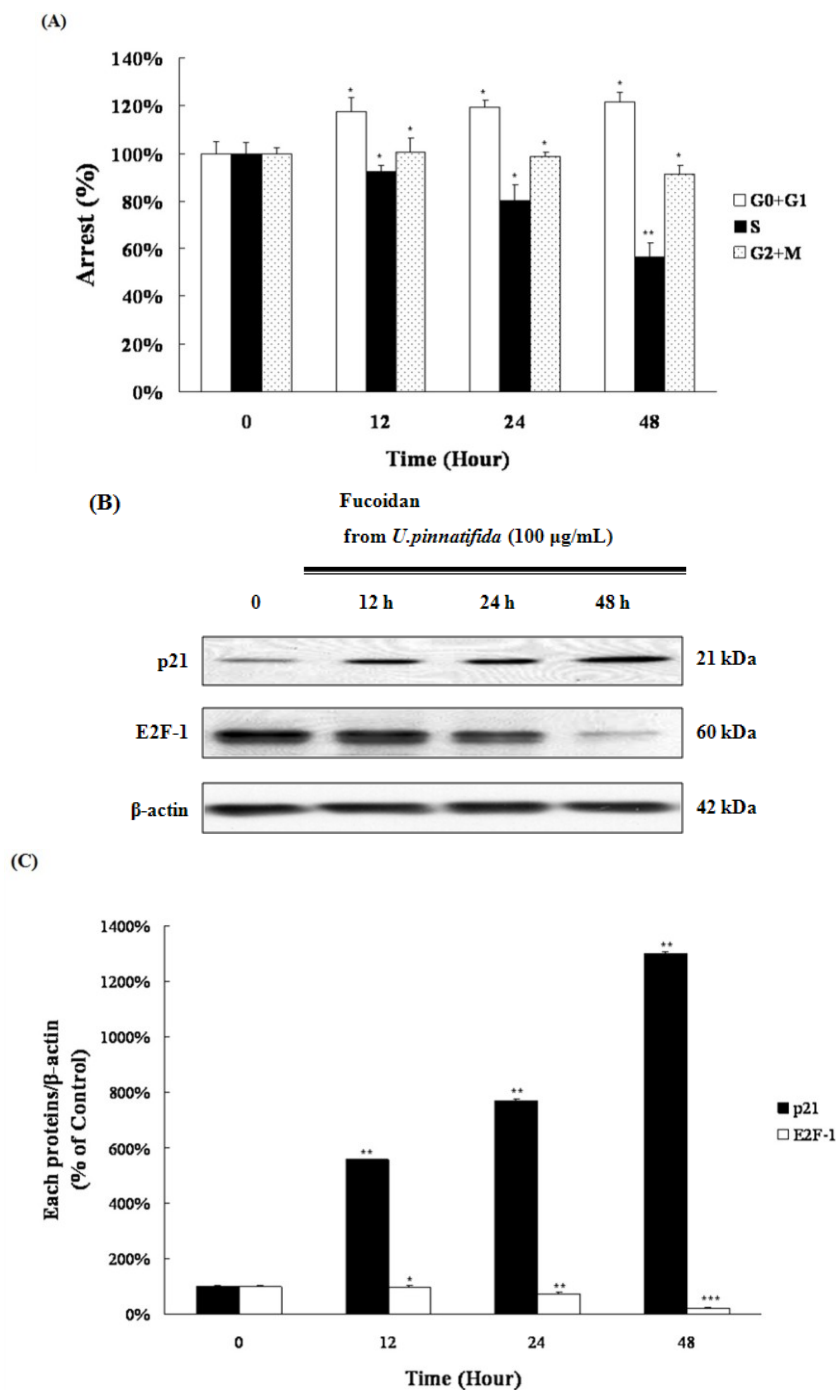 (A)
140%
120%
100%
80%
60%
40%
20%
0%
Arrest (%)
* * * * * * * ** *
G0+G1
S
G2+M
0 12 24 48
Time (Hour)
(B)
Fucoidan
from U.pinnatifida (100 µg/mL)
0 12 h 24 h 48 h
p21 21 kDa
E2F-1 60 kDa
β-actin 42 kDa
(C)
1400%
1200%
1000%
800%
600%
400%
200%
0%
Each proteins/β-actin
(% of Control)
** * ** ** ** ***
p21
E2F-1
0 12 24 48
Time (Hour)